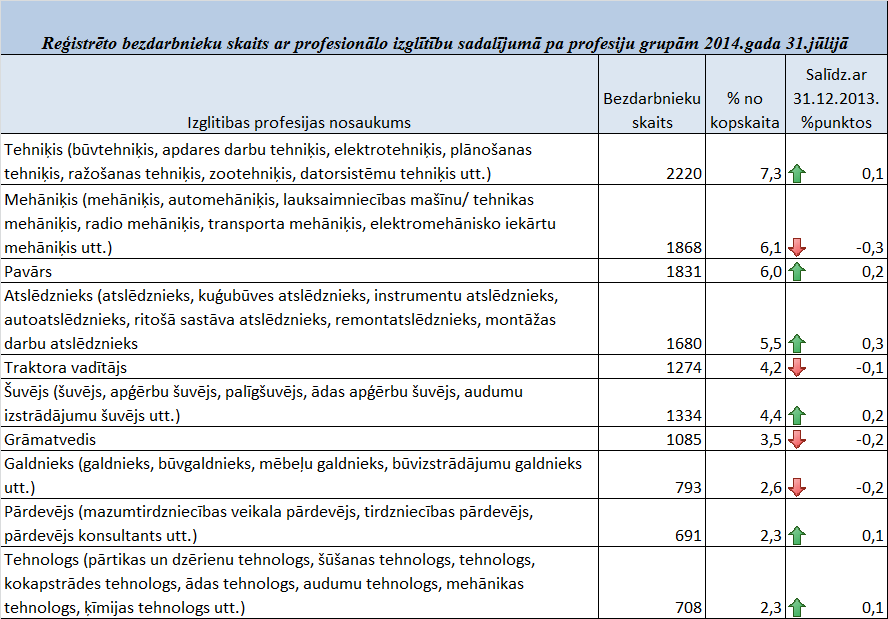 Reģistrēto bezdarbnieku skaits ar profesionālo izglītību sadalījumā pa profesiju grupām 2014.gada 31.jūlijā
Izglītības profesijas nosaukums
Bezdarbnieku
skaits
% no
kopskaita
Salīdz.ar
31.12.2013.
%punktos
Tehniķis (būvtehniķis, apdares darbu tehniķis, elektrotehniķis, plānošanas
tehniķis, ražošanas tehniķis, zootehniķis, datorsistēmu tehniķis utt.) 2220 7,3 0,1
Mehāniķis (mehāniķis, automehāniķis, lauksaimniecības mašīnu/ tehnikas
mehāniķis, radio mehāniķis, transporta mehāniķis, elektromehānisko iekārtu
mehāniķis utt.) 1868 6,1 -0,3
Pavārs 1831 6,0 0,2
Atslēdznieks (atslēdznieks, kuģubūves atslēdznieks, instrumentu atslēdznieks,
autoatslēdznieks, ritošā sastāva atslēdznieks, remontatslēdznieks, montāžas
darbu atslēdznieks 1680 5,5 0,3
Traktora vadītājs 1274 4,2 -0,1
Šuvējs (šuvējs, apģērbu šuvējs, palīgšuvējs, ādas apģērbu šuvējs, audumu
izstrādājumu šuvējs utt.) 1334 4,4 0,2
Grāmatvedis 1085 3,5 -0,2
Galdnieks (galdnieks, būvgaldnieks, mēbeļu galdnieks, būvizstrādājumu galdnieks
utt.) 793 2,6 -0,2
Pārdevējs (mazumtirdzniecības veikala pārdevējs, tirdzniecības pārdevējs,
pārdevējs konsultants utt.) 691 2,3 0,1
Tehnologs (pārtikas un dzērienu tehnologs, šūšanas tehnologs, tehnologs,
kokapstrādes tehnologs, ādas tehnologs, audumu tehnologs, mehānikas
tehnologs, ķīmijas tehnologs utt.) 708 2,3 0,1